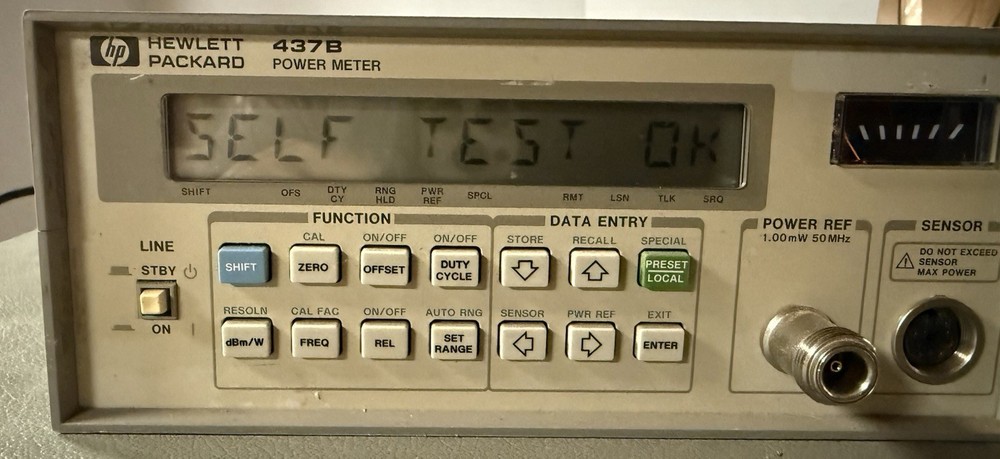 hp HEWLETT PACKARD 437B
POWER METER
SELF TEST OK
SHIFT OFS DTY CY RNG HLD PWR REF SPCL RMT LSN TLK SRQ
FUNCTION
DATA ENTRY
POWER REF
1.00mW 50MHz
SENSOR
DO NOT EXCEED
SENSOR
MAX POWER
LINE
STBY
ON
CAL ON/OFF ON/OFF STORE RECALL SPECIAL
SHIFT ZERO OFFSET DUTY CYCLE PRESET LOCAL
RESOLN CAL FAC ON/OFF AUTO RNG SENSOR PWR REF EXIT
dBm/W FREQ REL SET RANGE ENTER